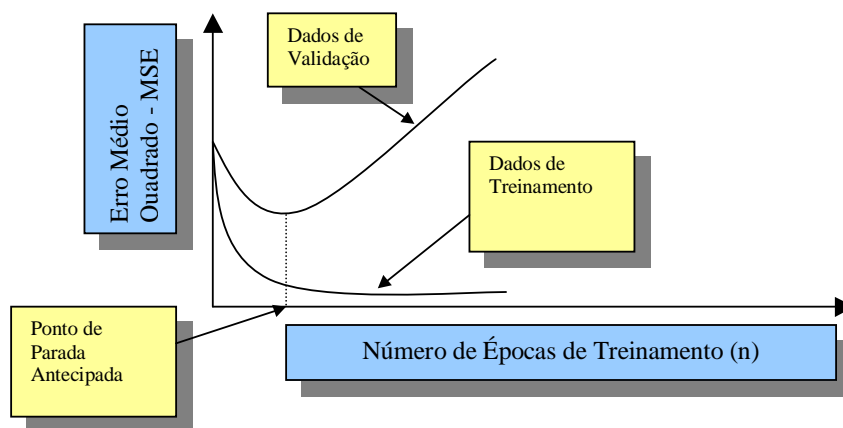 Dados de
Validação
Erro Médio
Quadrado - MSE
Dados de
Treinamento
Ponto de
Parada
Antecipada
Número de Épocas de Treinamento (n)